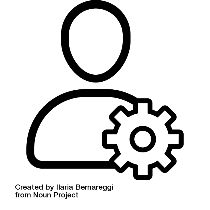 Created by Ilaria Bernareggi
from Noun Project